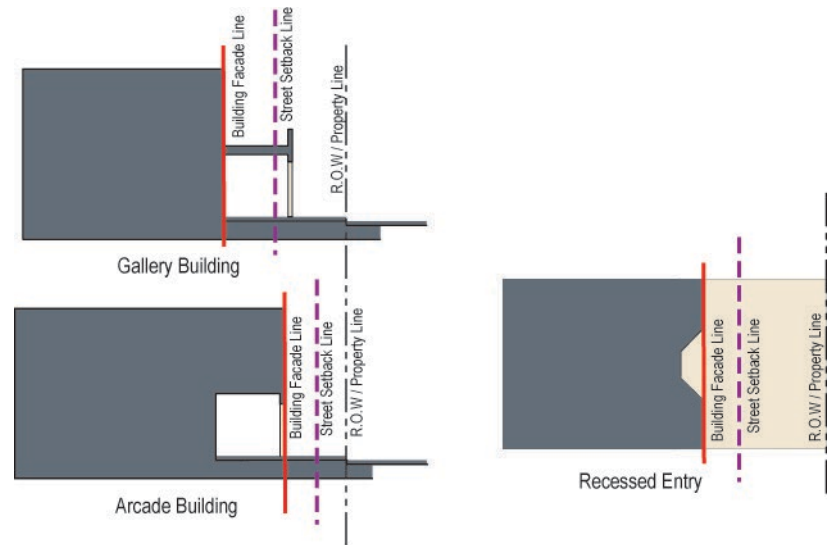 Building Facade Line
Street Setback Line
R.O.W / Property Line
Gallery Building
Building Facade Line
Street Setback Line
R.O.W / Property Line
Arcade Building
Building Facade Line
Street Setback Line
R.O.W / Property Line
Recessed Entry